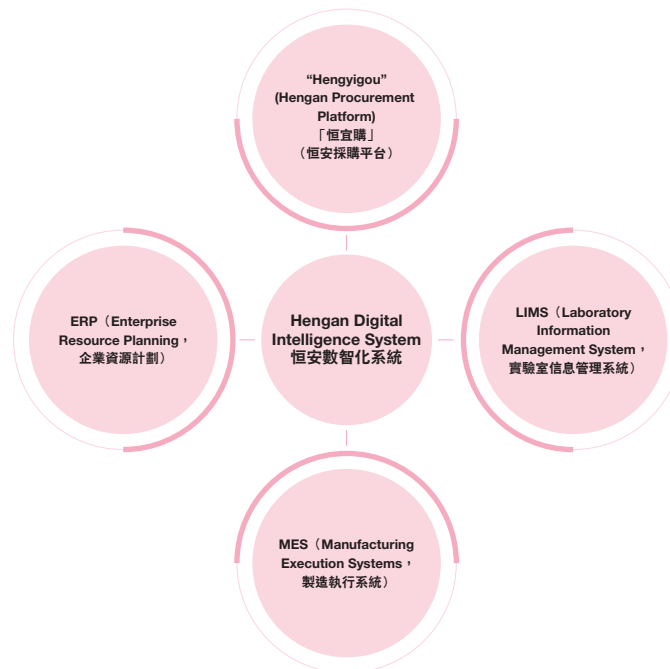 “Hengyigou”
(Hengan Procurement
Platform)
「恒宜購」
（恒安採購平台）
ERP（Enterprise
Resource Planning，
企業資源計劃）
Hengan Digital
Intelligence System
恒安數智化系統
LIMS（Laboratory
Information
Management System，
實驗室信息管理系統）
MES（Manufacturing
Execution Systems，
製造執行系統）